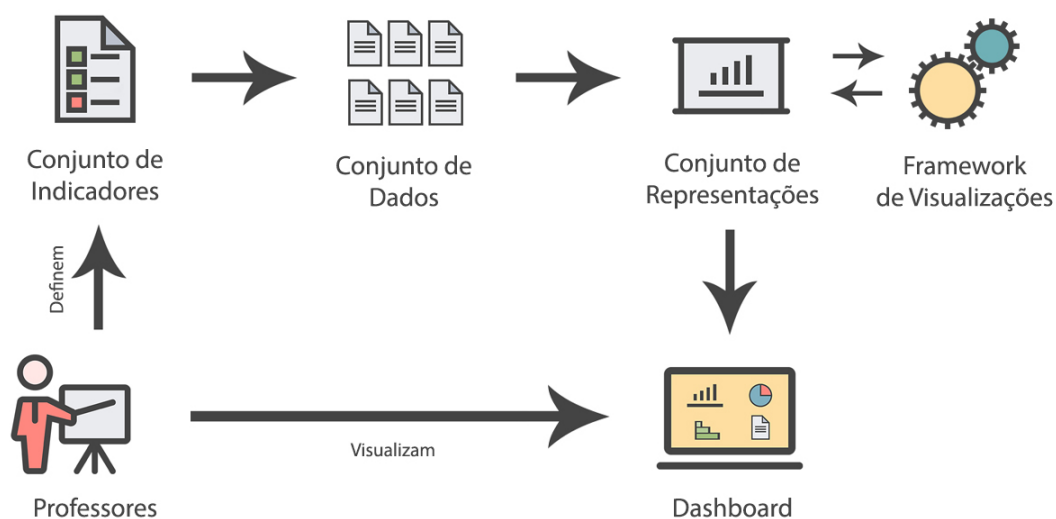 Conjunto de
Indicadores
Conjunto de
Dados
Conjunto de
Representações
Framework
de Visualizações
Definem
Visualizam
Professores
Dashboard